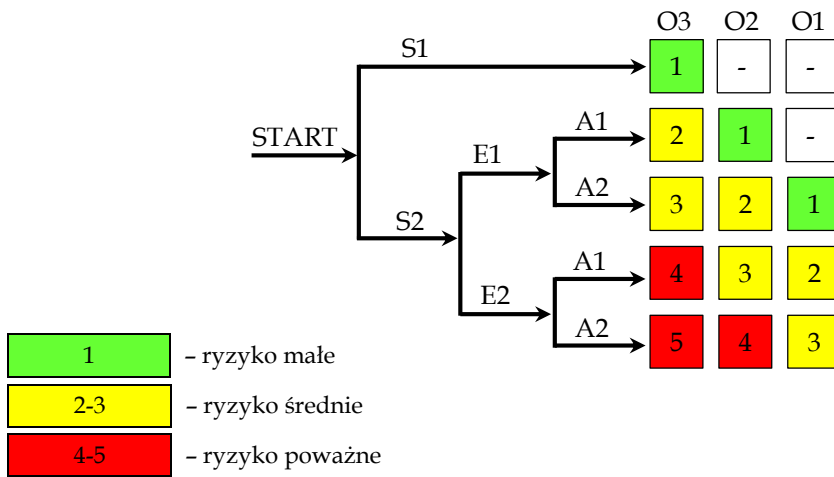 O3 O2 O1
S1
1 - -
A1
2 1 -
START
E1
A2
3 2 1
S2
A1
4 3 2
E2
A2
5 4 3
1 – ryzyko małe
2-3 – ryzyko średnie
4-5 – ryzyko poważne